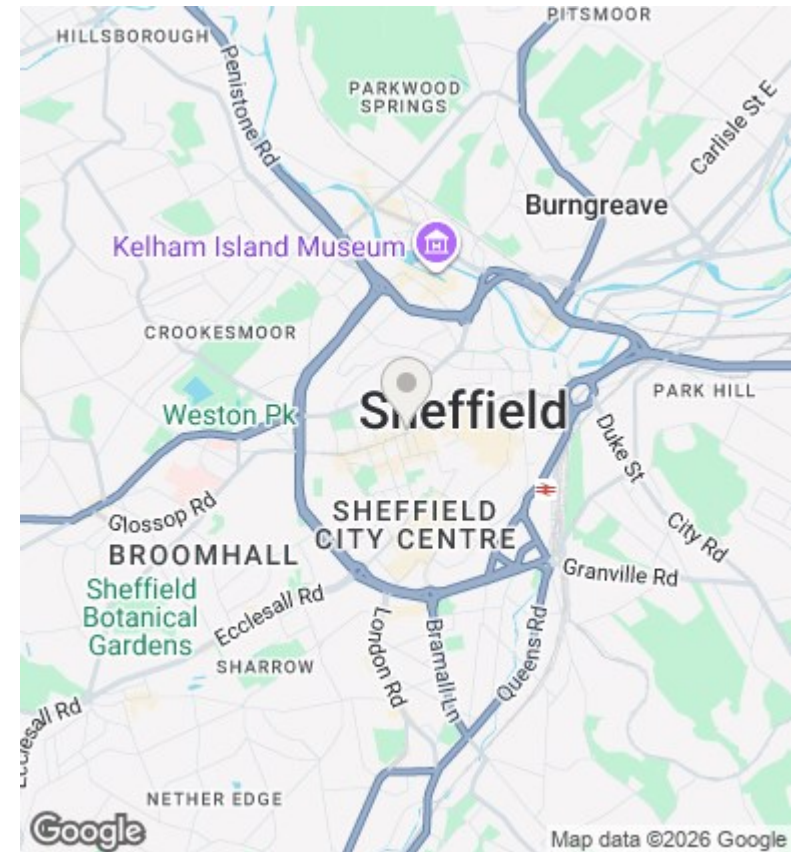 PITSMOOR
HILLSBOROUGH
Penistone Rd
PARKWOOD
SPRINGS
Carlisle St E
Burngreave
Kelham Island Museum
CROOKESMOOR
PARK HILL
Weston Pk
Sheffield
Duke St
Glossop Rd
SHEFFIELD
CITY CENTRE
City Rd
BROOMHALL
Granville Rd
Sheffield
Botanical
Gardens
Ecclesall Rd
London Rd
Bramall Ln
Queens Rd
SHARROW
Ecclesall Rd
NETHER EDGE
Google
Map data ©2026 Google